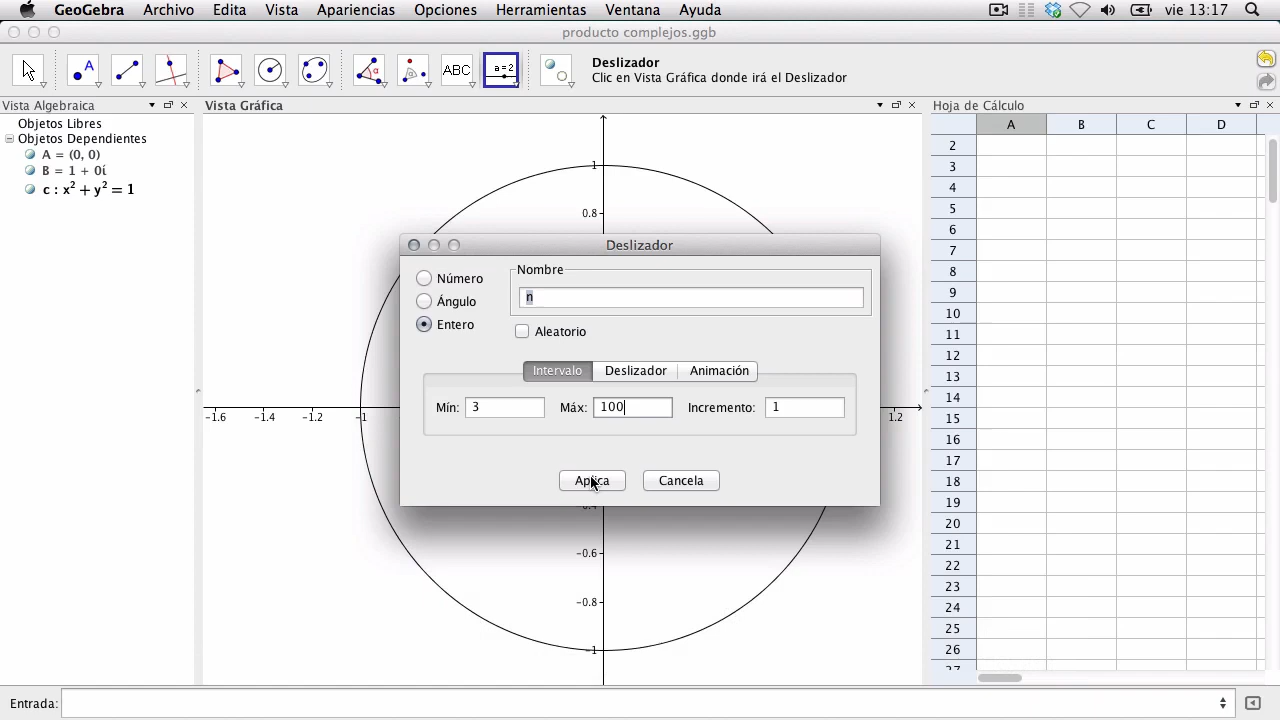 GeoGebra Archivo Edita Vista Apariencias Opciones Herramientas Ventana Ayuda vie 13:17
producto complejos.ggb
A ABC a=2
Deslizador
Clic en Vista Gráfica donde irá el Deslizador
Vista Algebraica
Vista Gráfica
Hoja de Cálculo
Objetos Libres
Objetos Dependientes
A = (0, 0)
B = 1 + 0í
c : x² + y² = 1
1
0.8
-1.6 -1.4 -1.2 -1 1.2
-0.6
-0.8
-1
Deslizador
Número
Ángulo
Entero
Nombre
n
Aleatorio
Intervalo Deslizador Animación
Mín: 3 Máx: 100 Incremento: 1
Aplica Cancela
A B C D
2
3
4
5
6
7
8
9
10
11
12
13
14
15
16
17
18
19
20
21
22
23
24
25
26
Entrada: